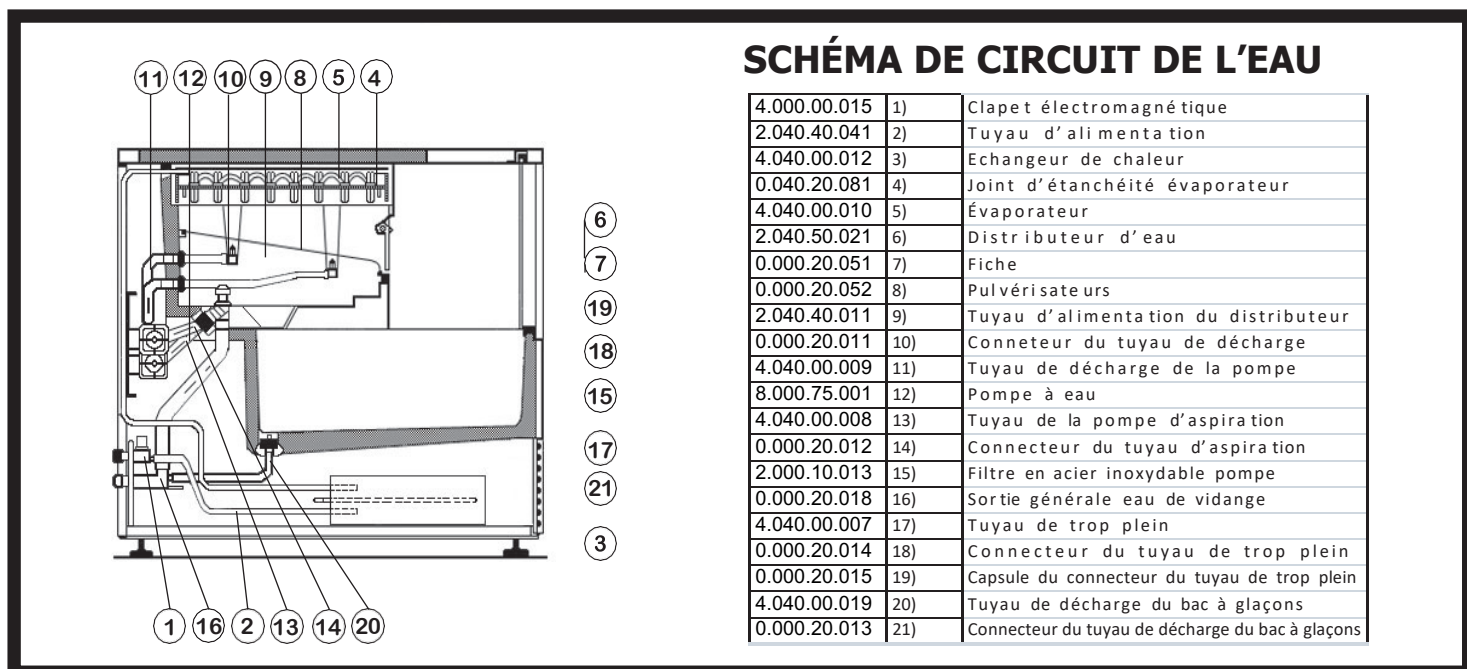 SCHÉMA DE CIRCUIT DE L'EAU
11 12 10 9 8 5 4
6
7
19
18
15
17
21
3
1 16 2 13 14 20
4.000.00.015 1) Clapet électromagnétique
2.040.40.041 2) Tuyau d'alimentation
4.040.00.012 3) Echangeur de chaleur
0.040.20.081 4) Joint d'étanchéité évaporateur
4.040.00.010 5) Évaporateur
2.040.50.021 6) Distributeur d'eau
0.000.20.051 7) Fiche
0.000.20.052 8) Pulvérisateurs
2.040.40.011 9) Tuyau d'alimentation du distributeur
0.000.20.011 10) Conneteur du tuyau de décharge
4.040.00.009 11) Tuyau de décharge de la pompe
8.000.75.001 12) Pompe à eau
4.040.00.008 13) Tuyau de la pompe d'aspiration
0.000.20.012 14) Connecteur du tuyau d'aspiration
2.000.10.013 15) Filtre en acier inoxydable pompe
0.000.20.018 16) Sortie générale eau de vidange
4.040.00.007 17) Tuyau de trop plein
0.000.20.014 18) Connecteur du tuyau de trop plein
0.000.20.015 19) Capsule du connecteur du tuyau de trop plein
4.040.00.019 20) Tuyau de décharge du bac à glaçons
0.000.20.013 21) Connecteur du tuyau de décharge du bac à glaçons